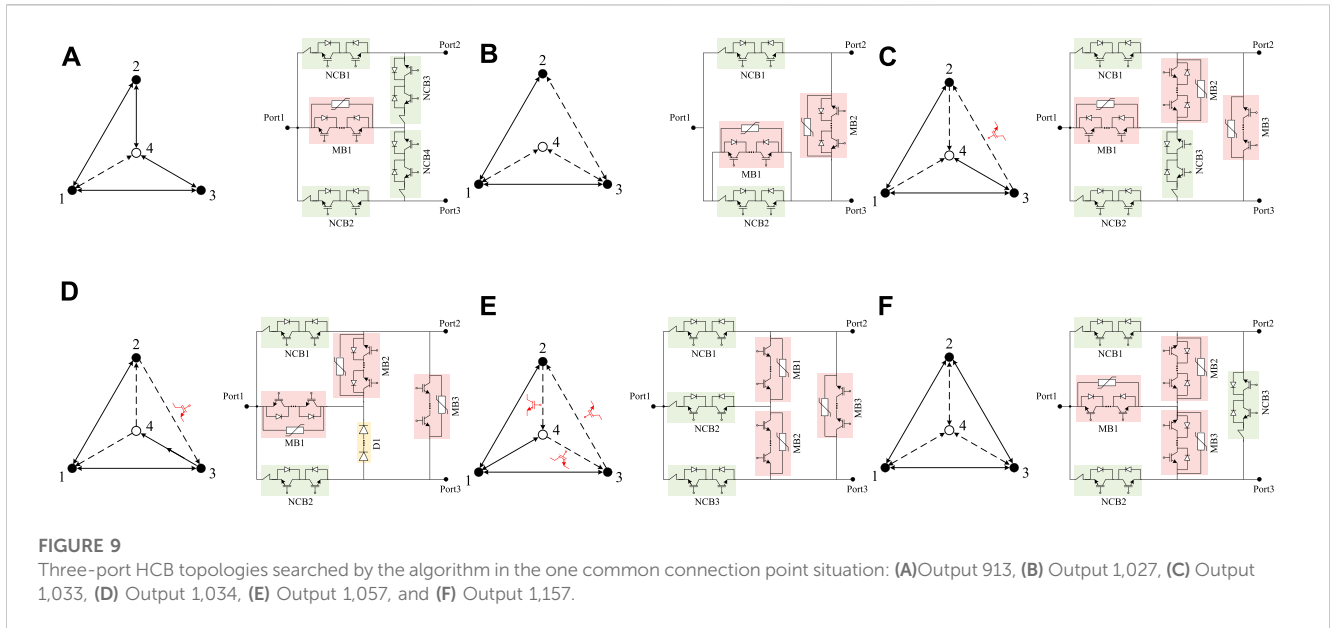 A
2
4
1
3
Port2
NCB1
NCB3
Port1
MB1
NCB4
NCB2
Port3
B
2
4
1
3
Port2
NCB1
MB2
Port1
MB1
NCB2
Port3
C
2
4
1
3
Port2
NCB1
MB2
Port1
MB1
MB3
NCB3
NCB2
Port3
D
2
4
1
3
Port2
NCB1
MB2
Port1
MB3
MB1
D1
NCB2
Port3
E
2
4
1
3
Port2
NCB1
MB1
Port1
MB3
NCB2
MB2
NCB3
Port3
F
2
4
1
3
Port2
NCB1
MB2
Port1
NCB3
MB1
MB3
NCB2
Port3
FIGURE 9
Three-port HCB topologies searched by the algorithm in the one common connection point situation: (A)Output 913, (B) Output 1,027, (C) Output
1,033, (D) Output 1,034, (E) Output 1,057, and (F) Output 1,157.